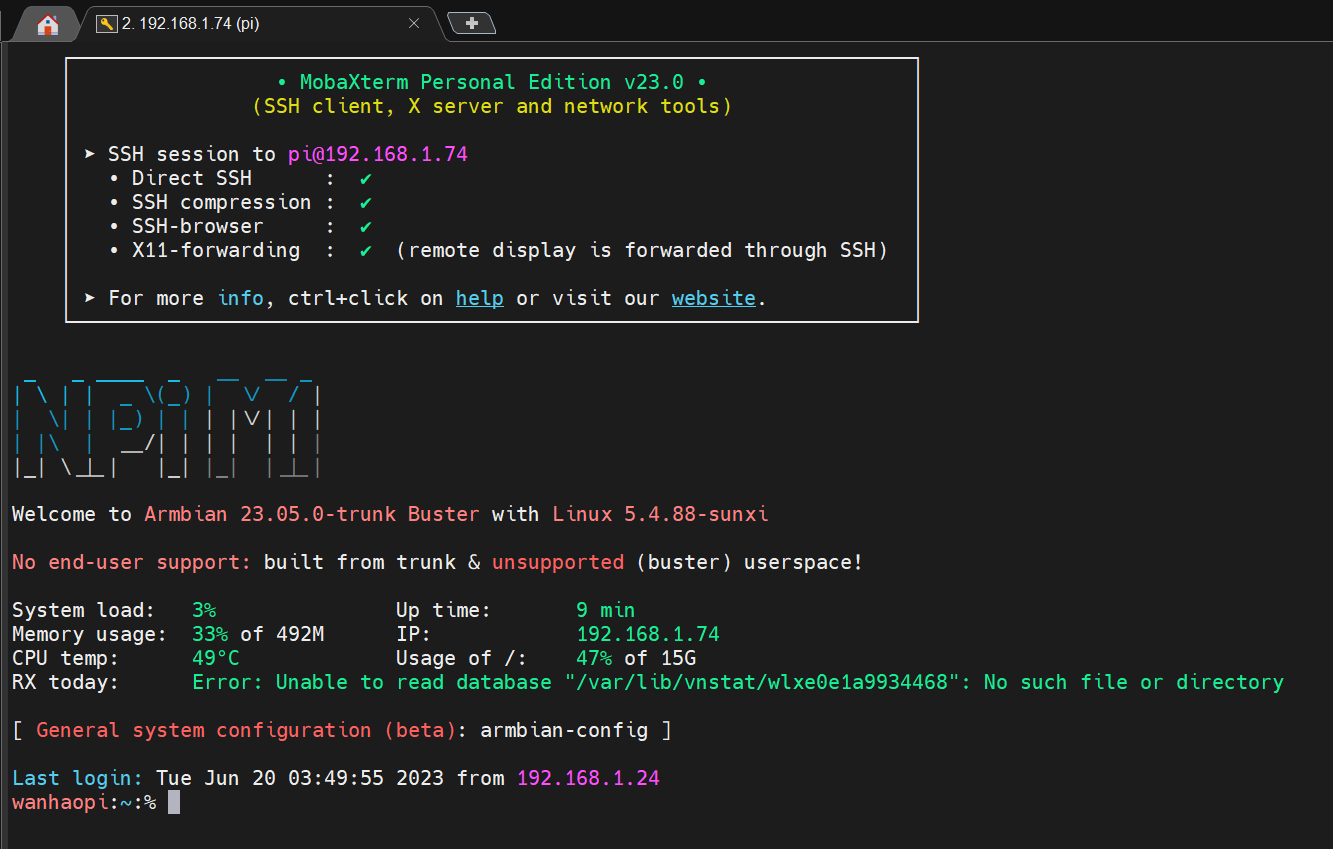 2. 192.168.1.74 (pi)
• MobaXterm Personal Edition v23.0 •
(SSH client, X server and network tools)
➤ SSH session to pi@192.168.1.74
• Direct SSH : ✔
• SSH compression : ✔
• SSH-browser : ✔
• X11-forwarding : ✔ (remote display is forwarded through SSH)
➤ For more info, ctrl+click on help or visit our website.
NPi M
Welcome to Armbian 23.05.0-trunk Buster with Linux 5.4.88-sunxi
No end-user support: built from trunk & unsupported (buster) userspace!
System load: 3% Up time: 9 min
Memory usage: 33% of 492M IP: 192.168.1.74
CPU temp: 49°C Usage of /: 47% of 15G
RX today: Error: Unable to read database "/var/lib/vnstat/wlxe0e1a9934468": No such file or directory
[ General system configuration (beta): armbian-config ]
Last login: Tue Jun 20 03:49:55 2023 from 192.168.1.24
wanhaopi:~:%